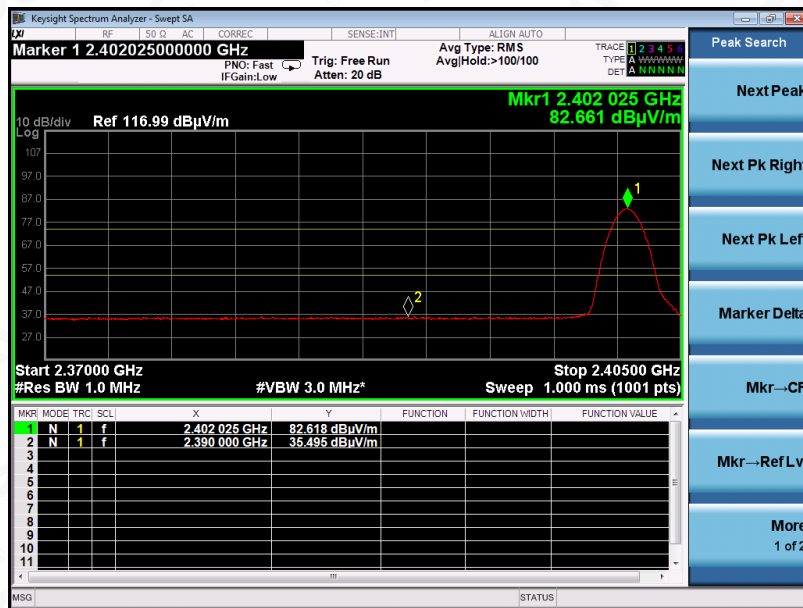 Keysight Spectrum Analyzer - Swept SA
LXI RF 50 Ω AC CORREC SENSE:INT ALIGN AUTO
Marker 1 2.402025000000 GHz
PNO: Fast
IFGain:Low
Trig: Free Run
Atten: 20 dB
Avg Type: RMS
Avg|Hold:>100/100
TRACE 1 2 3 4 5 6
TYPE A WWWWW
DET A N N N N N
Peak Search
Next Peak
Next Pk Right
Next Pk Left
Marker Delta
Mkr→CF
Mkr→Ref Lv
More
1 of 2
Mkr1 2.402 025 GHz
82.661 dBµV/m
10 dB/div Ref 116.99 dBµV/m
Log
107
97.0
87.0
77.0
67.0
57.0
47.0
37.0
27.0
1
2
Start 2.37000 GHz Stop 2.40500 GHz
#Res BW 1.0 MHz #VBW 3.0 MHz* Sweep 1.000 ms (1001 pts)
MKR MODE TRC SCL X Y FUNCTION FUNCTION WIDTH FUNCTION VALUE
1 N 1 f 2.402 025 GHz 82.618 dBµV/m
2 N 1 f 2.390 000 GHz 35.495 dBµV/m
3
4
5
6
7
8
9
10
11
MSG STATUS